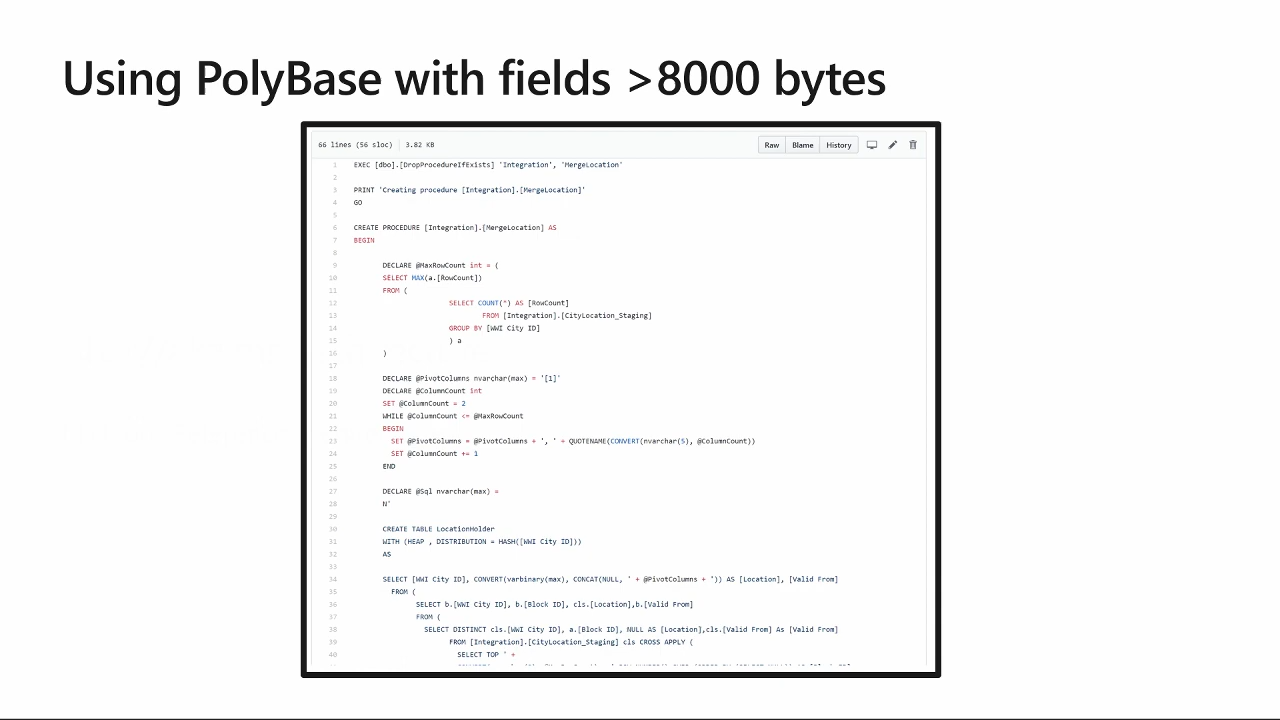 Using PolyBase with fields >8000 bytes
66 lines (56 sloc) | 3.82 KB Raw Blame History
1 EXEC [dbo].[DropProcedureIfExists] 'Integration', 'MergeLocation'
2
3 PRINT 'Creating procedure [Integration].[MergeLocation]'
4 GO
5
6 CREATE PROCEDURE [Integration].[MergeLocation] AS
7 BEGIN
8
9 DECLARE @MaxRowCount int = (
10 SELECT MAX(a.[RowCount])
11 FROM (
12 SELECT COUNT(*) AS [RowCount]
13 FROM [Integration].[CityLocation_Staging]
14 GROUP BY [WWI City ID]
15 ) a
16 )
17
18 DECLARE @PivotColumns nvarchar(max) = '[1]'
19 DECLARE @ColumnCount int
20 SET @ColumnCount = 2
21 WHILE @ColumnCount <= @MaxRowCount
22 BEGIN
23 SET @PivotColumns = @PivotColumns + ', ' + QUOTENAME(CONVERT(nvarchar(5), @ColumnCount))
24 SET @ColumnCount += 1
25 END
26
27 DECLARE @Sql nvarchar(max) =
28 N'
29
30 CREATE TABLE LocationHolder
31 WITH (HEAP , DISTRIBUTION = HASH([WWI City ID]))
32 AS
33
34 SELECT [WWI City ID], CONVERT(varbinary(max), CONCAT(NULL, ' + @PivotColumns + ')) AS [Location], [Valid From]
35 FROM (
36 SELECT b.[WWI City ID], b.[Block ID], cls.[Location],b.[Valid From]
37 FROM (
38 SELECT DISTINCT cls.[WWI City ID], a.[Block ID], NULL AS [Location],cls.[Valid From] As [Valid From]
39 FROM [Integration].[CityLocation_Staging] cls CROSS APPLY (
40 SELECT TOP ' +